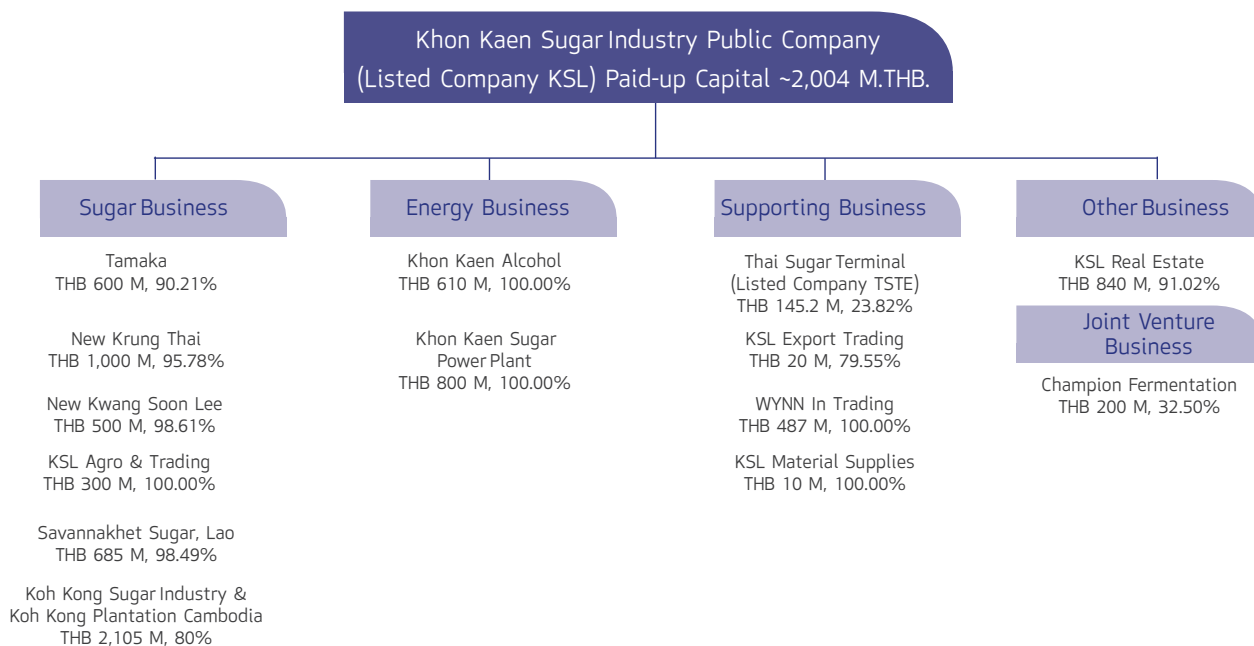 Khon Kaen Sugar Industry Public Company
(Listed Company KSL) Paid-up Capital ~2,004 M.THB.
Sugar Business
Tamaka
THB 600 M, 90.21%
New Krung Thai
THB 1,000 M, 95.78%
New Kwang Soon Lee
THB 500 M, 98.61%
KSL Agro & Trading
THB 300 M, 100.00%
Savannakhet Sugar, Lao
THB 685 M, 98.49%
Koh Kong Sugar Industry &
Koh Kong Plantation Cambodia
THB 2,105 M, 80%
Energy Business
Khon Kaen Alcohol
THB 610 M, 100.00%
Khon Kaen Sugar
Power Plant
THB 800 M, 100.00%
Supporting Business
Thai Sugar Terminal
(Listed Company TSTE)
THB 145.2 M, 23.82%
KSL Export Trading
THB 20 M, 79.55%
WYNN In Trading
THB 487 M, 100.00%
KSL Material Supplies
THB 10 M, 100.00%
Other Business
KSL Real Estate
THB 840 M, 91.02%
Joint Venture
Business
Champion Fermentation
THB 200 M, 32.50%